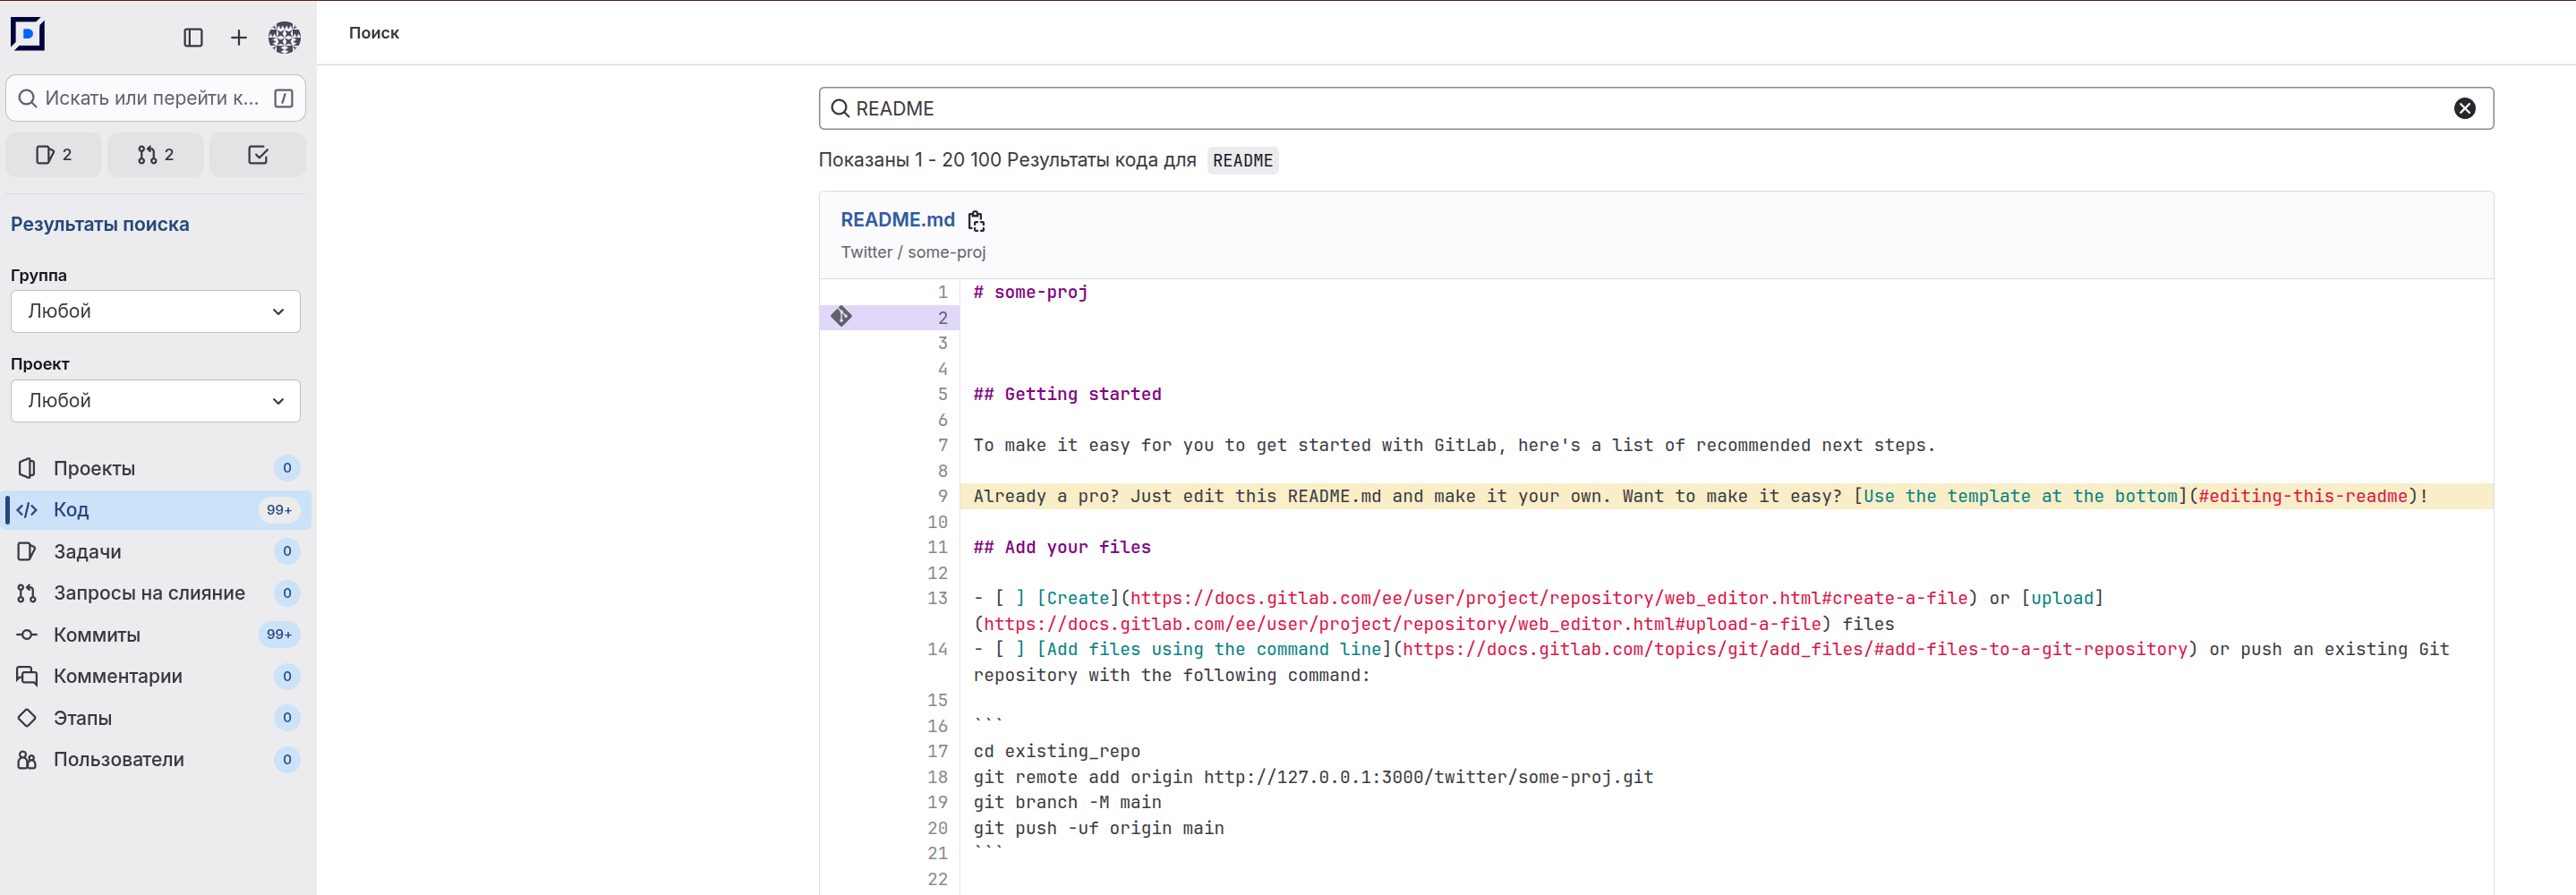 Поиск
Искать или перейти к...
/
2
2
Результаты поиска
Группа
Любой
Проект
Любой
Проекты 0
Код 99+
Задачи 0
Запросы на слияние 0
Коммиты 99+
Комментарии 0
Этапы 0
Пользователи 0
README
Показаны 1 - 20 100 Результаты кода для README
README.md
Twitter / some-proj
1 # some-proj
2
3
4
5 ## Getting started
6
7 To make it easy for you to get started with GitLab, here's a list of recommended next steps.
8
9 Already a pro? Just edit this README.md and make it your own. Want to make it easy? [Use the template at the bottom](#editing-this-readme)!
10
11 ## Add your files
12
13 - [ ] [Create](https://docs.gitlab.com/ee/user/project/repository/web_editor.html#create-a-file) or [upload]
(https://docs.gitlab.com/ee/user/project/repository/web_editor.html#upload-a-file) files
14 - [ ] [Add files using the command line](https://docs.gitlab.com/topics/git/add_files/#add-files-to-a-git-repository) or push an existing Git
repository with the following command:
15
16 ```
17 cd existing_repo
18 git remote add origin http://127.0.0.1:3000/twitter/some-proj.git
19 git branch -M main
20 git push -uf origin main
21 ```
22